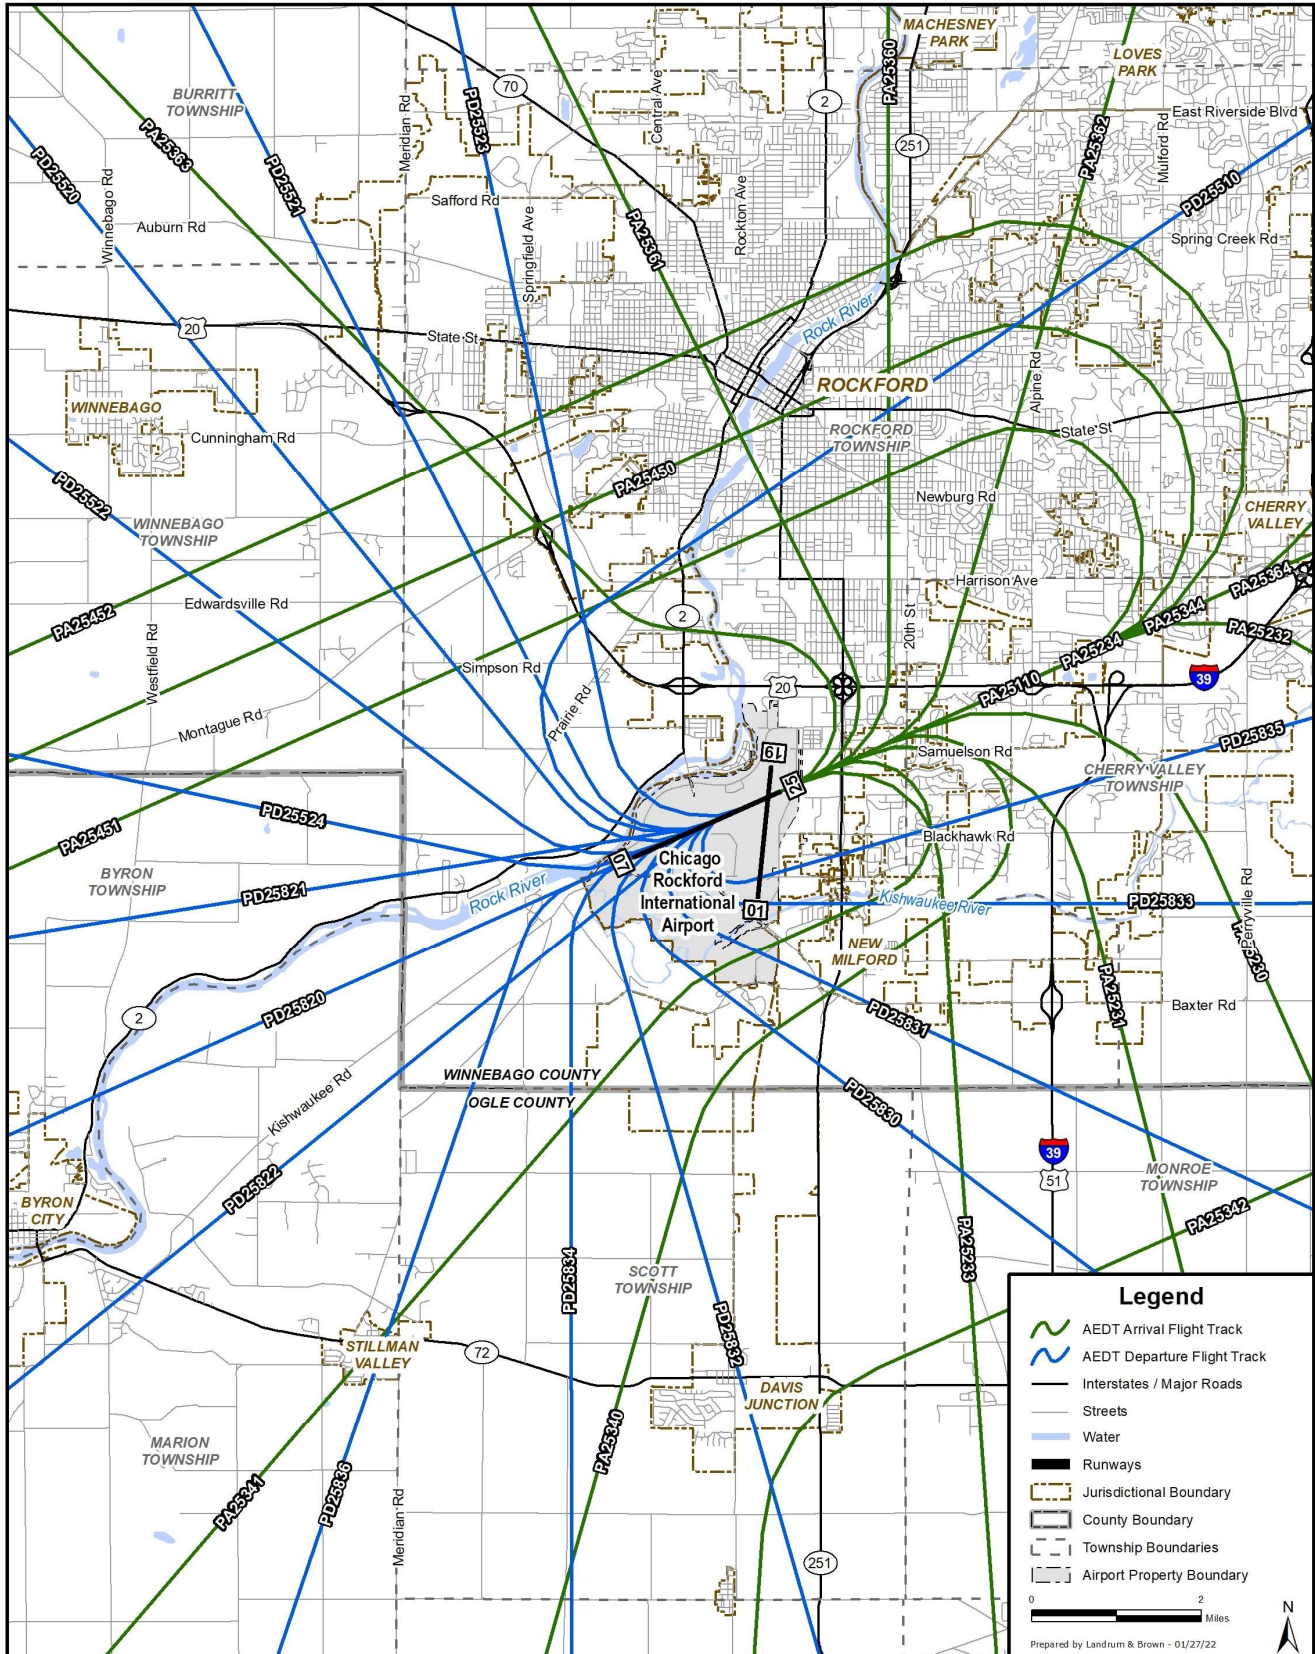 MACHESNEY
PARK
LOVES
PARK
BURRITT
TOWNSHIP
70
2
251
PA25360
PA25362
PA25363
PD25520
PD25521
PD25523
PA25361
PD25510
Meridian Rd
Central Ave
Mulford Rd
East Riverside Blvd
Winnebago Rd
Auburn Rd
Safford Rd
Springfield Ave
Rockton Ave
Spring Creek Rd
20
State St
Rock River
ROCKFORD
Alpine Rd
WINNEBAGO
Cunningham Rd
ROCKFORD
TOWNSHIP
State St
PD25522
PA25450
WINNEBAGO
TOWNSHIP
Newburg Rd
CHERRY
VALLEY
Edwardsville Rd
Harrison Ave
PA25364
PA25452
Westfield Rd
2
20th St
PA25344
PA25234
PA25232
Simpson Rd
20
PA25110
39
Montague Rd
Prairie Rd
19
25
Samuelson Rd
PD25835
CHERRY VALLEY
TOWNSHIP
PD25524
PA25451
07
Blackhawk Rd
BYRON
TOWNSHIP
PD25821
Rock River
Chicago
Rockford
International
Airport
01
Kishwaukee River
PD25833
Perryville Rd
NEW
MILFORD
PA25230
PA25231
2
PD25820
PD25831
Baxter Rd
WINNEBAGO COUNTY
OGLE COUNTY
Kishwaukee Rd
PD25830
39
51
MONROE
TOWNSHIP
PD25822
BYRON
CITY
PA25342
PA25233
PD25834
SCOTT
TOWNSHIP
PD25832
STILLMAN
VALLEY
72
DAVIS
JUNCTION
MARION
TOWNSHIP
PA25340
PA25341
PD25836
Meridian Rd
251
Legend
AEDT Arrival Flight Track
AEDT Departure Flight Track
Interstates / Major Roads
Streets
Water
Runways
Jurisdictional Boundary
County Boundary
Township Boundaries
Airport Property Boundary
0 2
Miles
N
Prepared by Landrum & Brown - 01/27/22